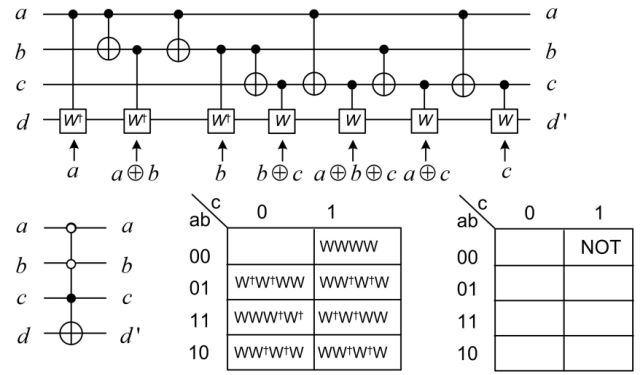 a a
b b
c c
d W† W† W† W W W W d'
a a⊕b b b⊕c a⊕b⊕c a⊕c c
a a
b b
c c
d d'
c
ab 0 1
00 WWWW
01 W†W†WW WW†W†W
11 WWW†W† W†W†WW
10 WW†W†W WW†W†W
c
ab 0 1
00 NOT
01
11
10